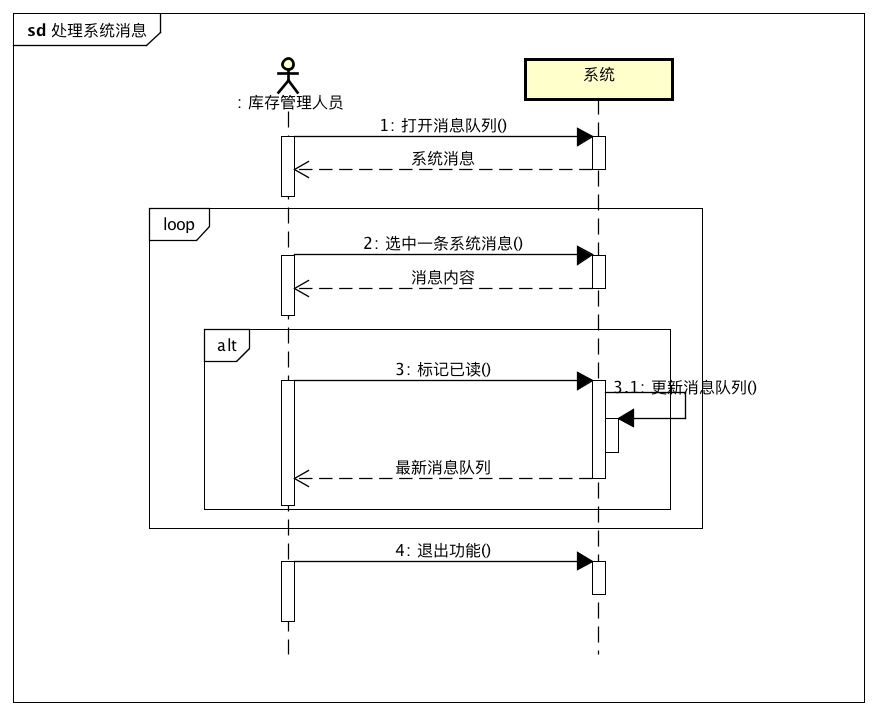 sd 处理系统消息
系统
: 库存管理人员
1: 打开消息队列()
系统消息
loop
2: 选中一条系统消息()
消息内容
alt
3: 标记已读()
3.1: 更新消息队列()
最新消息队列
4: 退出功能()